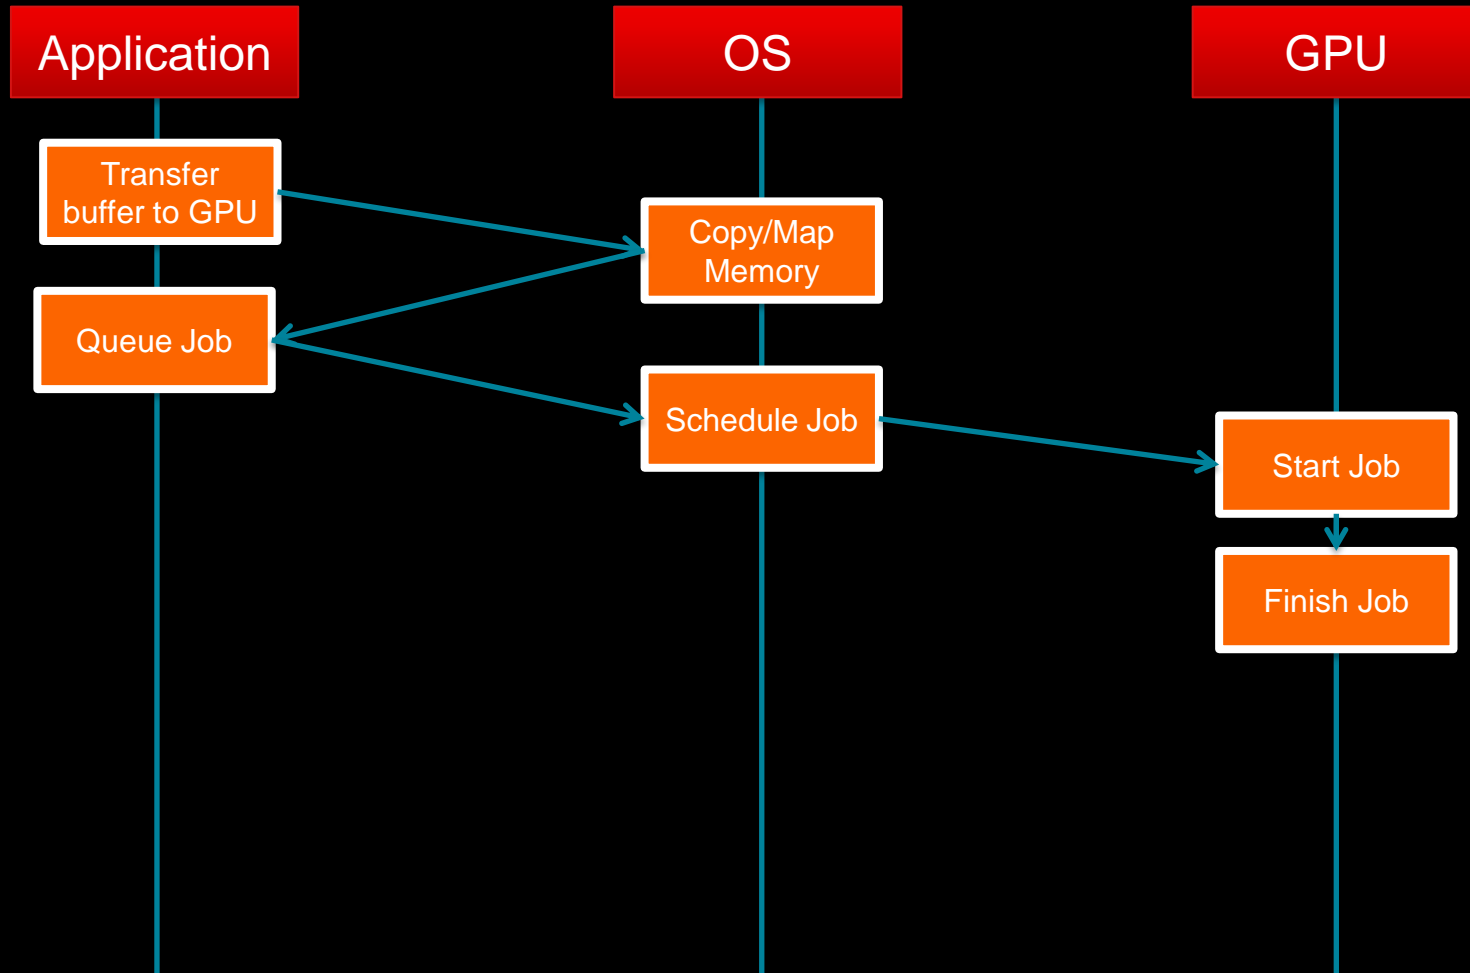 Application
OS
GPU
Transfer
buffer to GPU
Copy/Map
Memory
Queue Job
Schedule Job
Start Job
Finish Job